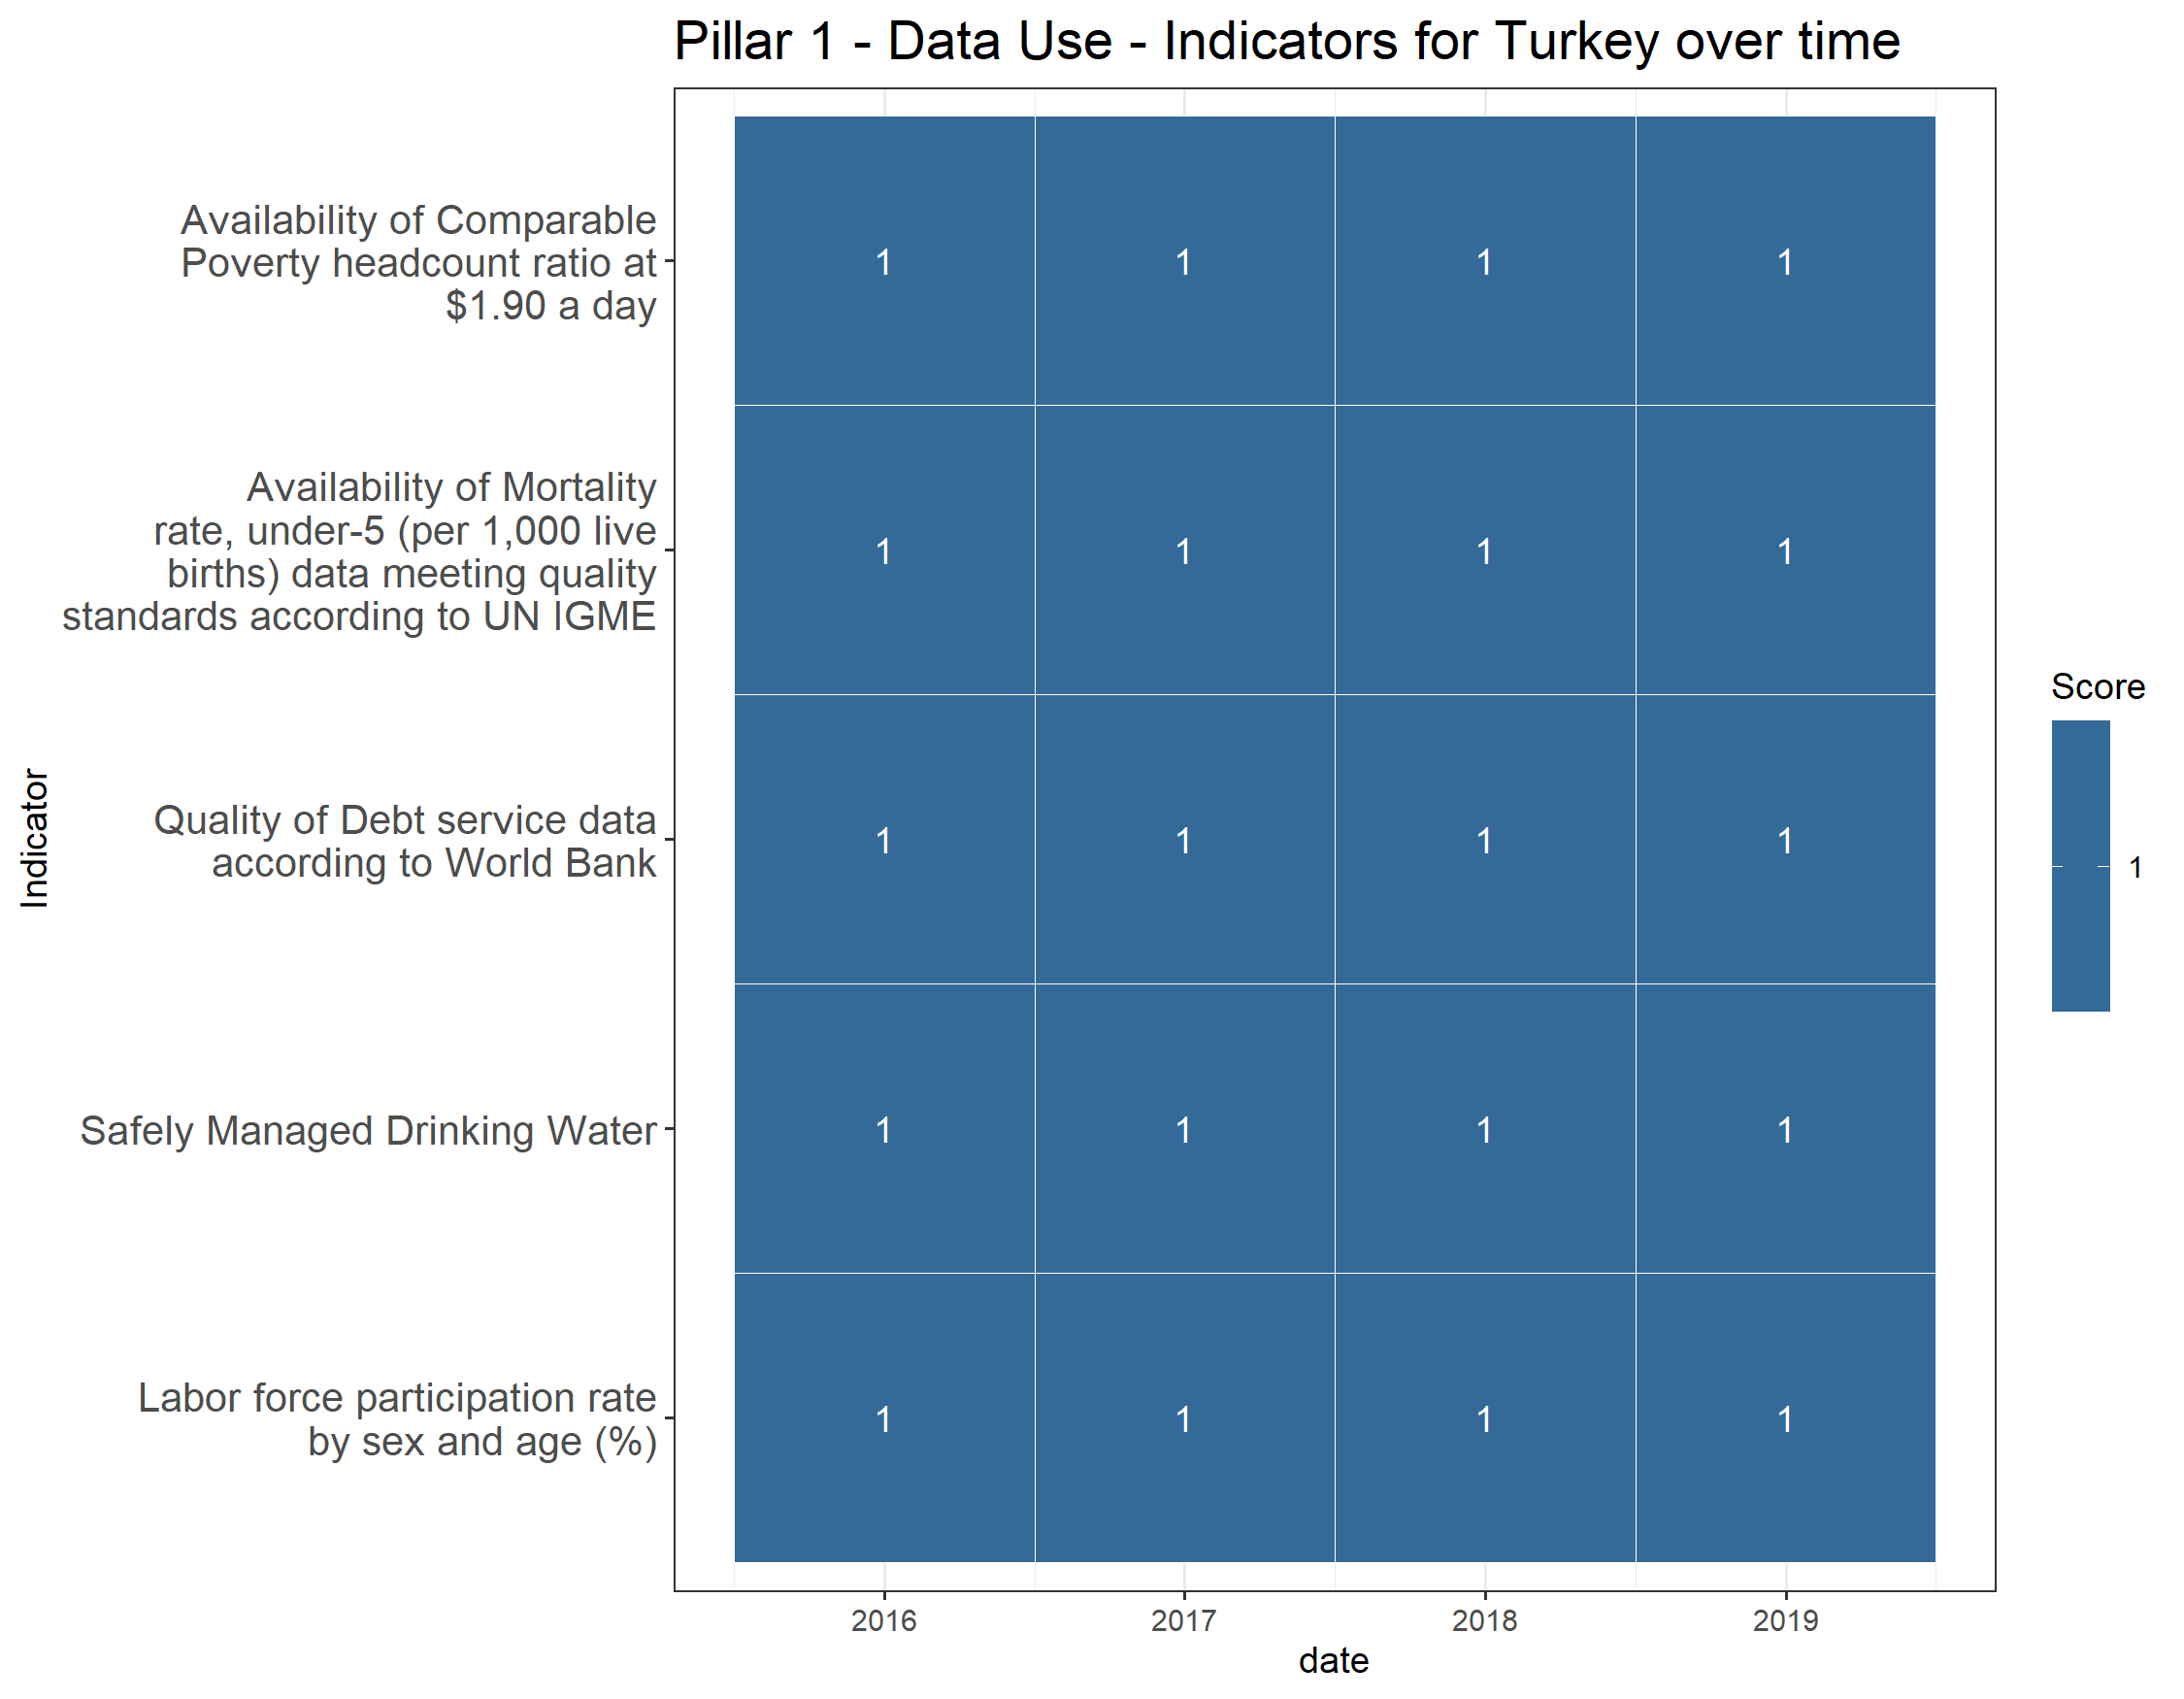 Pillar 1 - Data Use - Indicators for Turkey over time
Indicator
Availability of Comparable
Poverty headcount ratio at
$1.90 a day
1 1 1 1
Availability of Mortality
rate, under-5 (per 1,000 live
births) data meeting quality
standards according to UN IGME
1 1 1 1
Quality of Debt service data
according to World Bank
1 1 1 1
Safely Managed Drinking Water
1 1 1 1
Labor force participation rate
by sex and age (%)
1 1 1 1
2016 2017 2018 2019
date
Score
1